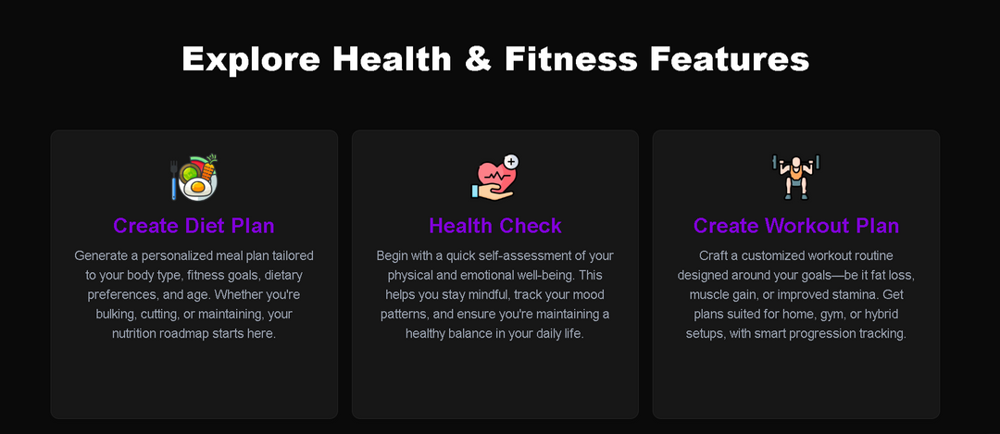 Explore Health & Fitness Features
Create Diet Plan
Generate a personalized meal plan tailored
to your body type, fitness goals, dietary
preferences, and age. Whether you're
bulking, cutting, or maintaining, your
nutrition roadmap starts here.
Health Check
Begin with a quick self-assessment of your
physical and emotional well-being. This
helps you stay mindful, track your mood
patterns, and ensure you're maintaining a
healthy balance in your daily life.
Create Workout Plan
Craft a customized workout routine
designed around your goals—be it fat loss,
muscle gain, or improved stamina. Get
plans suited for home, gym, or hybrid
setups, with smart progression tracking.